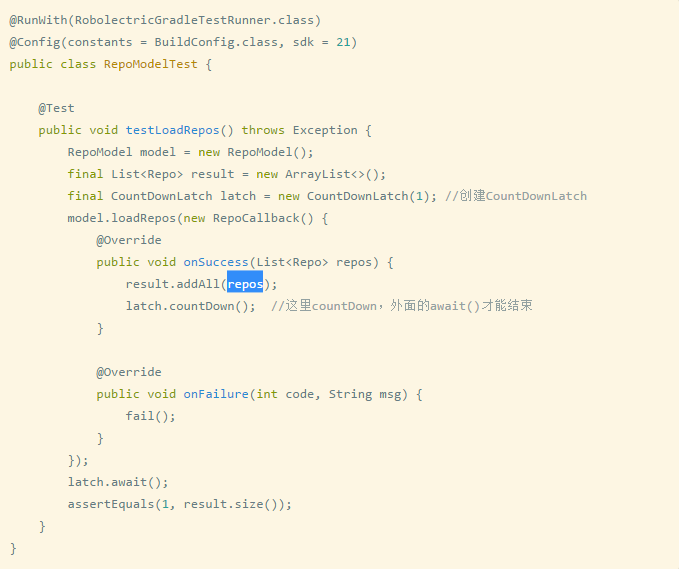 @RunWith(RobolectricGradleTestRunner.class)
@Config(constants = BuildConfig.class, sdk = 21)
public class RepoModelTest {
@Test
public void testLoadRepos() throws Exception {
RepoModel model = new RepoModel();
final List<Repo> result = new ArrayList<>();
final CountDownLatch latch = new CountDownLatch(1); //创建CountDownLatch
model.loadRepos(new RepoCallback() {
@Override
public void onSuccess(List<Repo> repos) {
result.addAll(repos);
latch.countDown();  //这里countDown，外面的await()才能结束
}
@Override
public void onFailure(int code, String msg) {
fail();
}
});
latch.await();
assertEquals(1, result.size());
}
}